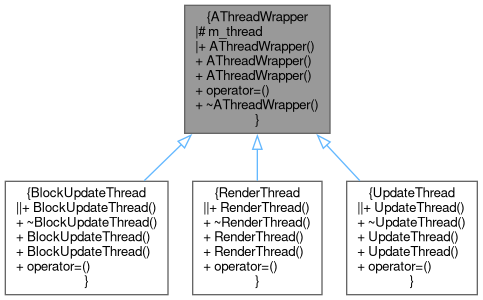 {AThreadWrapper
|# m_thread
|+ AThreadWrapper()
+ AThreadWrapper()
+ AThreadWrapper()
+ operator=()
+ ~AThreadWrapper()
}
{BlockUpdateThread
||+ BlockUpdateThread()
+ ~BlockUpdateThread()
+ BlockUpdateThread()
+ BlockUpdateThread()
+ operator=()
}
{RenderThread
||+ RenderThread()
+ ~RenderThread()
+ RenderThread()
+ RenderThread()
+ operator=()
}
{UpdateThread
||+ UpdateThread()
+ ~UpdateThread()
+ UpdateThread()
+ UpdateThread()
+ operator=()
}